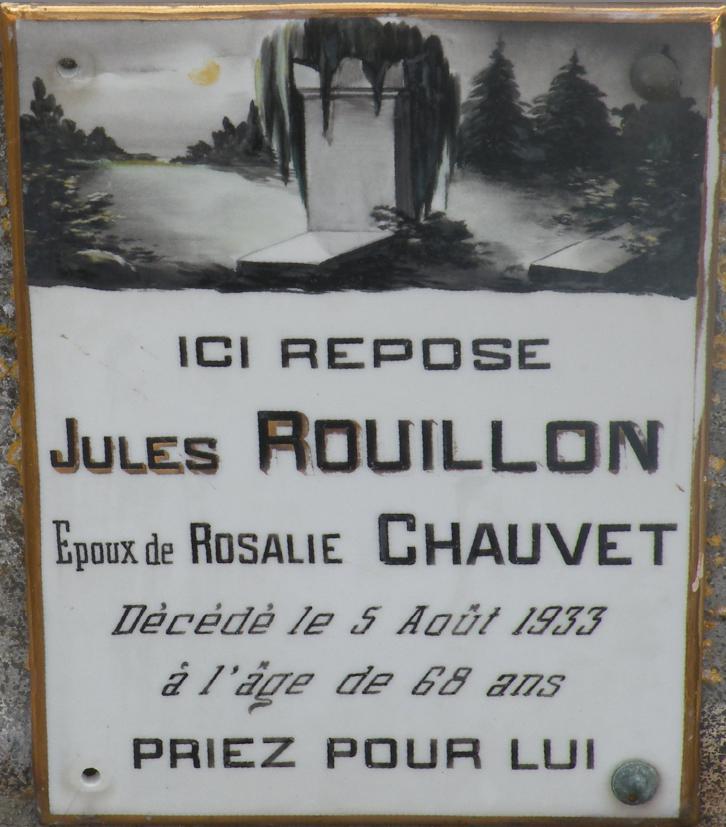 ICI REPOSE
JULES ROUILLON
Epoux de ROSALIE CHAUVET
Décédé le 5 Août 1933
à l'âge de 68 ans
PRIEZ POUR LUI